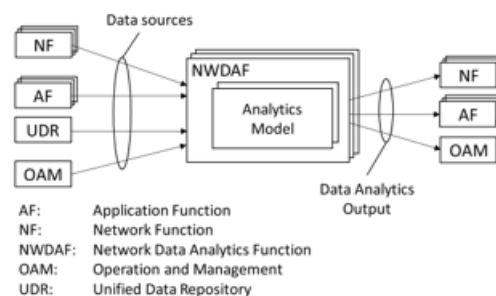 Data sources
NF
AF
UDR
OAM
NWDAF
Analytics
Model
NF
AF
OAM
Data Analytics
Output
AF: Application Function
NF: Network Function
NWDAF: Network Data Analytics Function
OAM: Operation and Management
UDR: Unified Data Repository